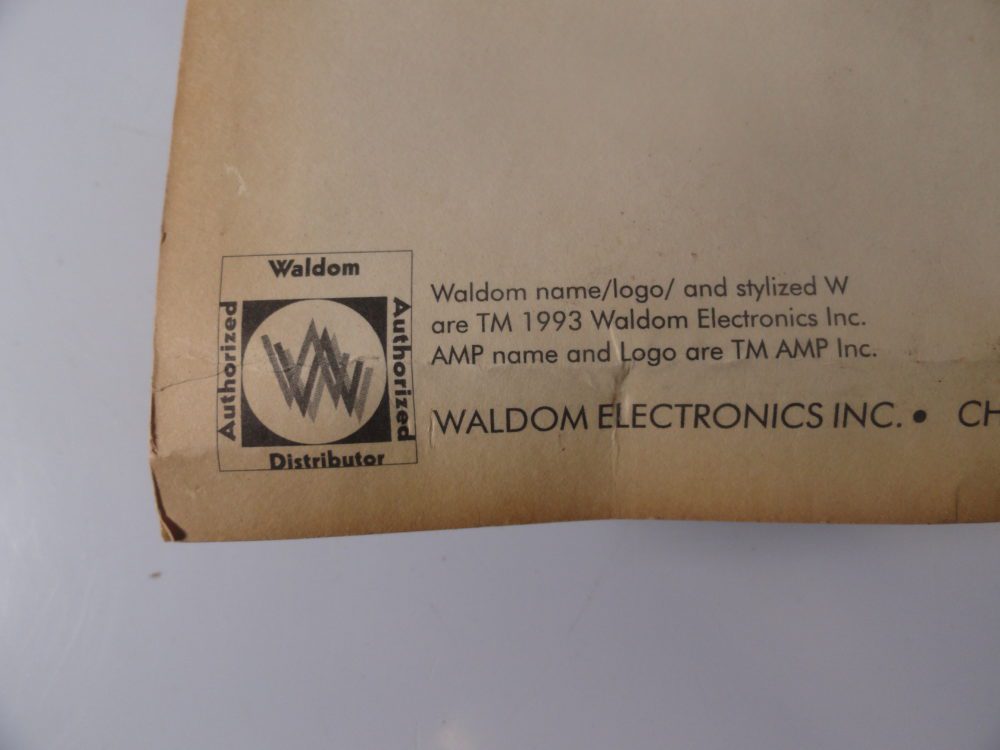 Waldom
Authorized
Authorized
Distributor
Waldom name/logo/ and stylized W
are TM 1993 Waldom Electronics Inc.
AMP name and Logo are TM AMP Inc.
WALDOM ELECTRONICS INC. • CH